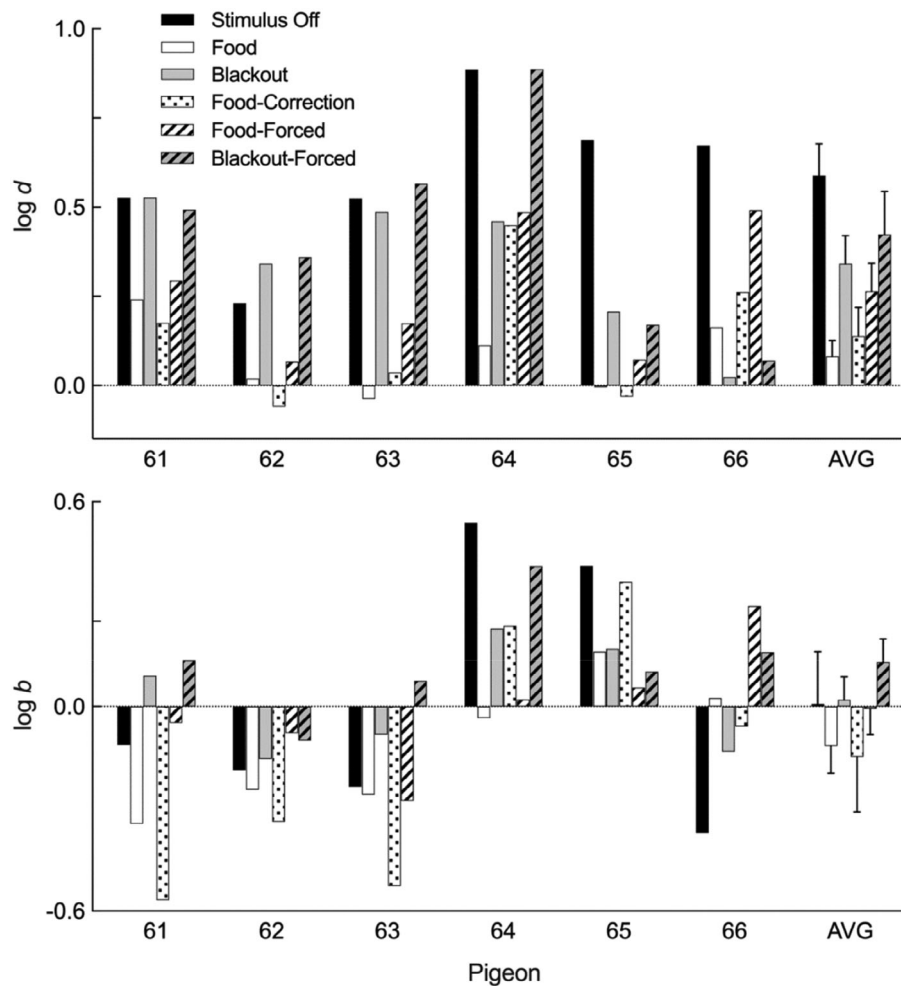 1.0
Stimulus Off
Food
Blackout
Food-Correction
Food-Forced
Blackout-Forced
log d
0.5
0.0
61 62 63 64 65 66 AVG
0.6
log b
0.0
-0.6
61 62 63 64 65 66 AVG
Pigeon